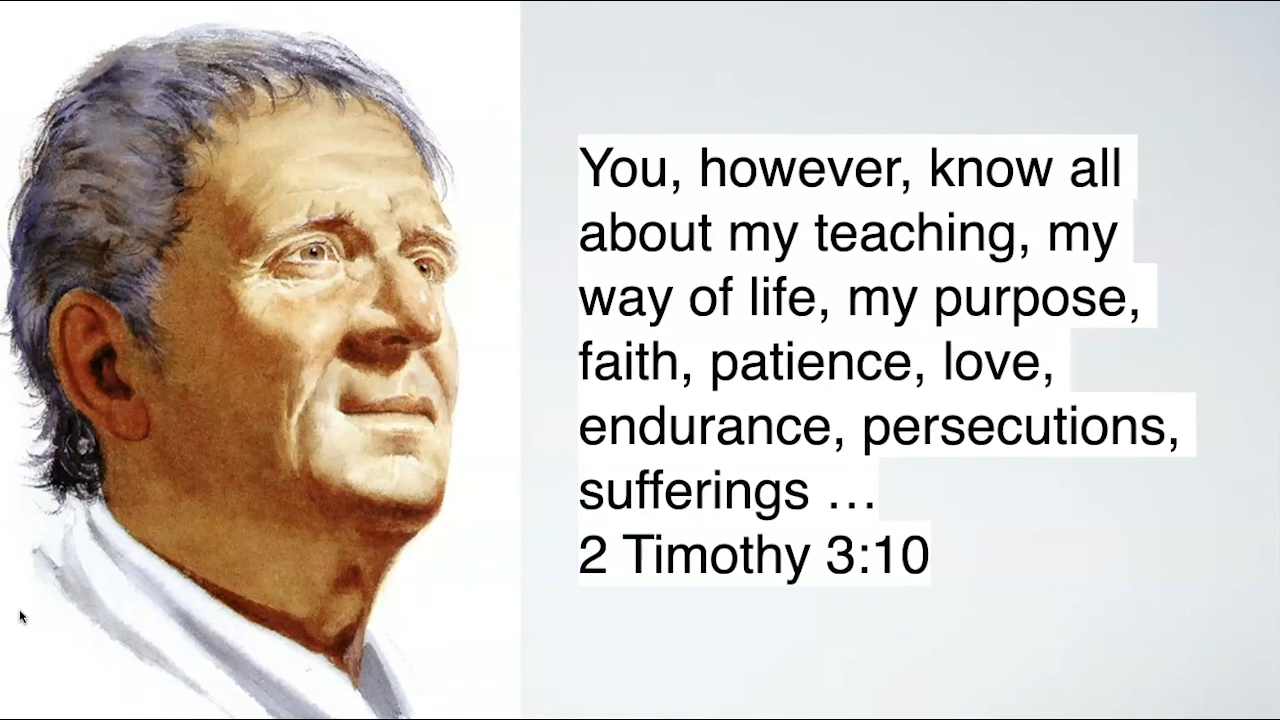 You, however, know all
about my teaching, my
way of life, my purpose,
faith, patience, love,
endurance, persecutions,
sufferings …
2 Timothy 3:10